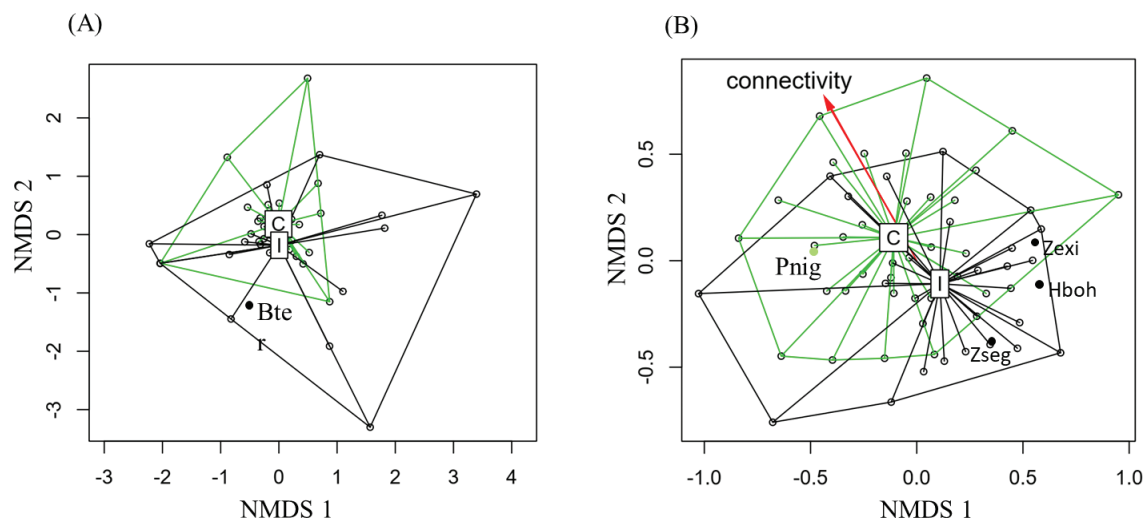 (A)
NMDS 2
2
1
0
-1
-2
-3
C
I
Bte
r
-3 -2 -1 0 1 2 3 4
NMDS 1
(B)
NMDS 2
0.5
0.0
-0.5
connectivity
C
Pnig
I
Zexi
Hboh
Zseg
-1.0 -0.5 0.0 0.5 1.0
NMDS 1